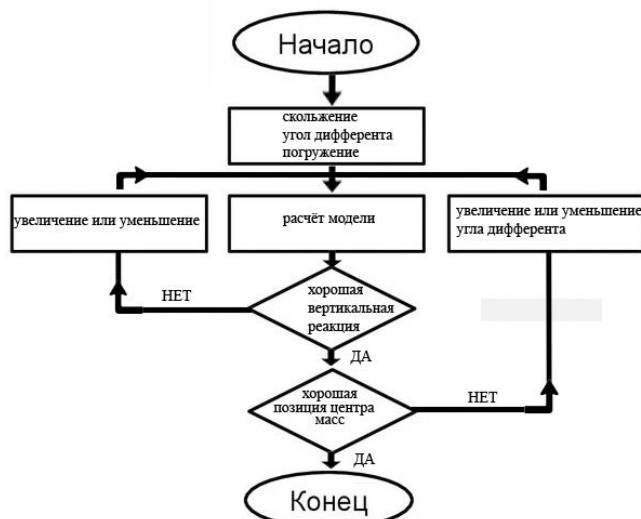 Начало
скольжение
угол дифферента
погружение
увеличение или уменьшение
расчёт модели
увеличение или уменьшение
угла дифферента
хорошая
вертикальная
реакция
НЕТ
ДА
хорошая
позиция центра
масс
НЕТ
ДА
Конец